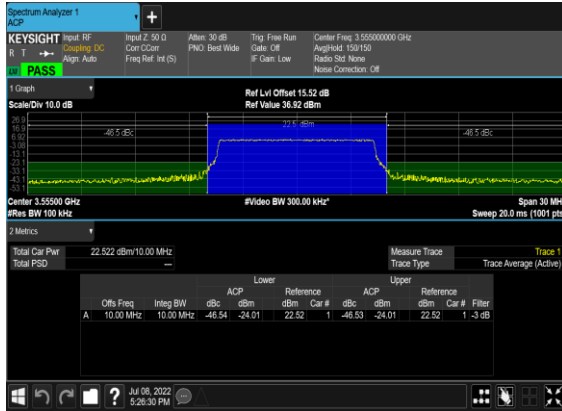 Spectrum Analyzer 1
ACP
+
KEYSIGHT Input: RF Input Z: 50 Ω Atten: 30 dB Trig: Free Run Center Freq: 3.555000000 GHz
R T Coupling: DC Corr CCorr PNO: Best Wide Gate: Off Avg|Hold: 150/150
Align: Auto Freq Ref: Int (S) IF Gain: Low Radio Std: None
LU PASS Noise Correction: Off
1 Graph
Ref Lvl Offset 15.52 dB
Scale/Div 10.0 dB Ref Value 36.92 dBm
26.9
16.9
6.92
-3.08
-13.1
-23.1
-33.1
-43.1
-53.1
-46.5 dBc 22.5 dBm -46.5 dBc
Center 3.55500 GHz #Video BW 300.00 kHz* Span 30 MH
#Res BW 100 kHz Sweep 20.0 ms (1001 pts
2 Metrics
Total Car Pwr 22.522 dBm/10.00 MHz Measure Trace Trace 1
Total PSD --- Trace Type Trace Average (Active)
Lower Upper
ACP Reference ACP Reference
Offs Freq Integ BW dBc dBm dBm Car # dBc dBm dBm Car # Filter
A 10.00 MHz 10.00 MHz -46.54 -24.01 22.52 1 -46.53 -24.01 22.52 1 -3 dB
?
Jul 08, 2022
5:26:30 PM